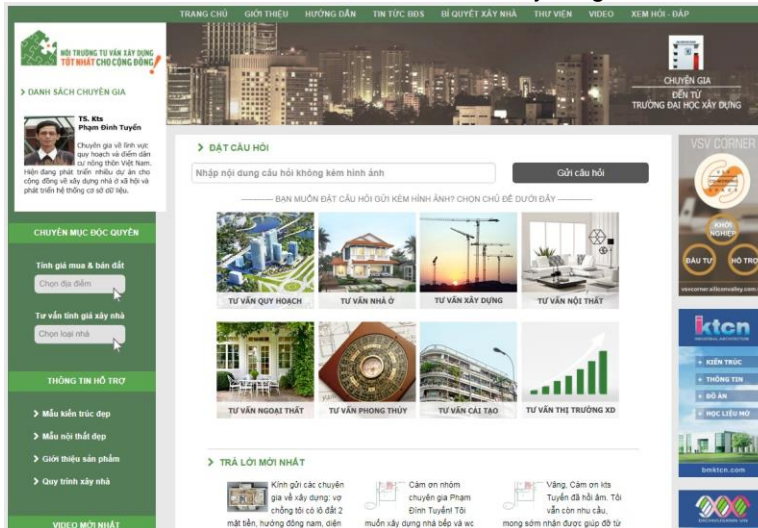 TRANG CHỦ GIỚI THIỆU HƯỚNG DẪN TIN TỨC BĐS BÍ QUYẾT XÂY NHÀ THƯ VIỆN VIDEO XEM HỎI - ĐÁP
NÔI TRƯỜNG TƯ VẤN XÂY DỰNG
TỐT NHẤT CHO CỘNG ĐỒNG
DANH SÁCH CHUYÊN GIA
TS. Kts
Phạm Đình Tuyển
Chuyên gia về lĩnh vực
quy hoạch và điểm dân
cư nông thôn Việt Nam.
Hiện đang phát triển nhiều dự án cho
cộng đồng về xây dựng nhà ở xã hội và
phát triển hệ thống cơ sở dữ liệu.
CHUYÊN GIA
ĐẾN TỪ
TRƯỜNG ĐẠI HỌC XÂY DỰNG
CHUYÊN MỤC ĐỘC QUYỀN
Tính giá mua & bán đất
Chọn địa điểm
Tư vấn tính giá xây nhà
Chọn loại nhà
THÔNG TIN HỖ TRỢ
Mẫu kiến trúc đẹp
Mẫu nội thất đẹp
Giới thiệu sản phẩm
Quy trình xây nhà
VIDEO MỚI NHẤT
ĐẶT CÂU HỎI
Nhập nội dung câu hỏi không kèm hình ảnh
Gửi câu hỏi
BẠN MUỐN ĐẶT CÂU HỎI GỬI KÈM HÌNH ẢNH? CHỌN CHỦ ĐỀ DƯỚI ĐÂY
TƯ VẤN QUY HOẠCH TƯ VẤN NHÀ Ở TƯ VẤN XÂY DỰNG TƯ VẤN NỘI THẤT
TƯ VẤN NGOẠI THẤT TƯ VẤN PHONG THỦY TƯ VẤN CẢI TẠO TƯ VẤN THỊ TRƯỜNG XD
TRẢ LỜI MỚI NHẤT
Kính gửi các chuyên
gia về xây dựng: vợ
chồng tôi có lô đất 2
mặt tiền, hướng đông nam, diện
Cám ơn nhóm
chuyên gia Phạm
Đình Tuyển! Tôi
muốn xây dựng nhà bếp và wc
Vâng, Cám ơn kts
Tuyển đã hồi âm. Tôi
vẫn còn nhu cầu,
mong sớm nhận được giúp đỡ từ
VSV CORNER
KHỞI
NGHIỆP
ĐẦU TƯ
HỖ TRỢ
ktcn
INDUSTRIAL ARCHITECTURE
+ KIẾN TRÚC
+ THÔNG TIN
+ ĐỒ ÁN
+ HỌC LIỆU MỞ
bmktcn.com